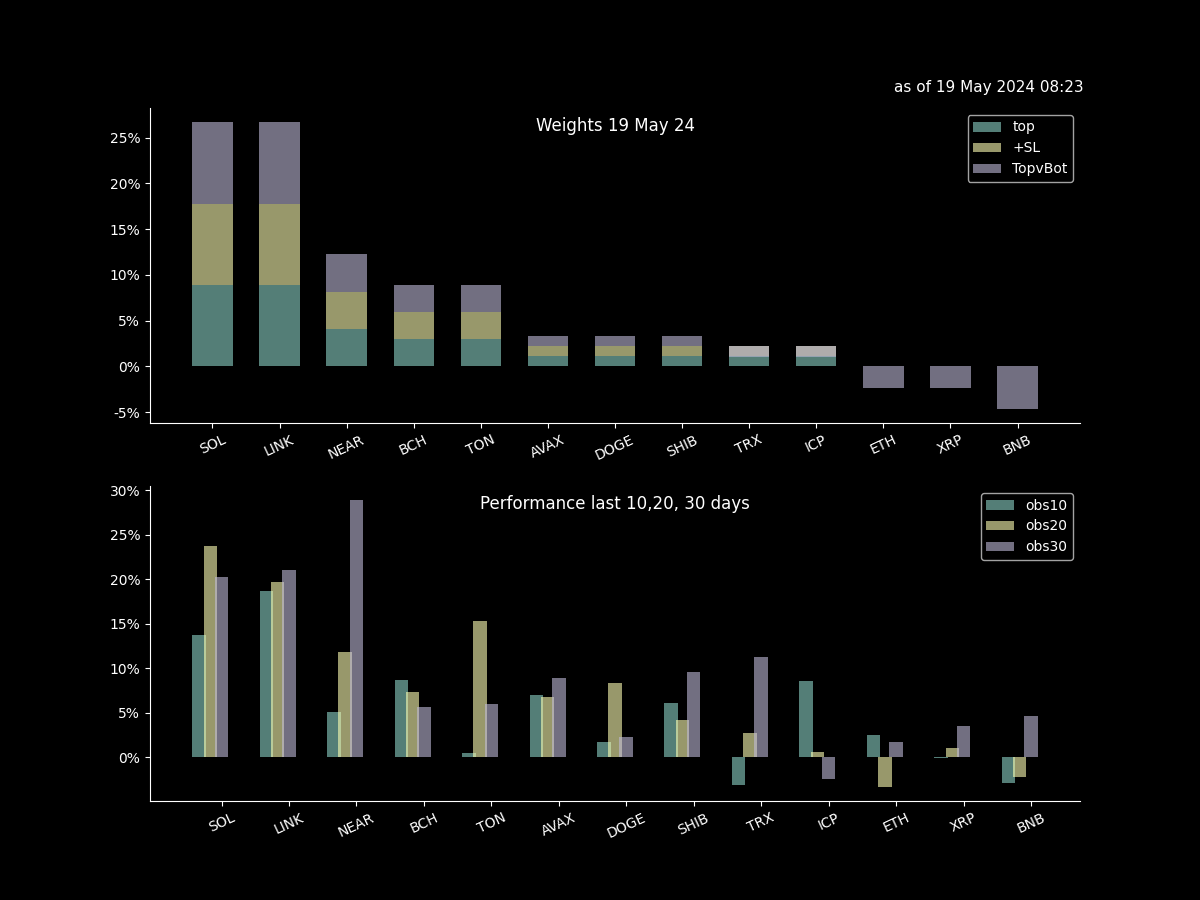 as of 19 May 2024 08:23
Weights 19 May 24
top
+SL
TopvBot
25%
20%
15%
10%
5%
0%
-5%
SOL LINK NEAR BCH TON AVAX DOGE SHIB TRX ICP ETH XRP BNB
Performance last 10,20, 30 days
obs10
obs20
obs30
30%
25%
20%
15%
10%
5%
0%
SOL LINK NEAR BCH TON AVAX DOGE SHIB TRX ICP ETH XRP BNB